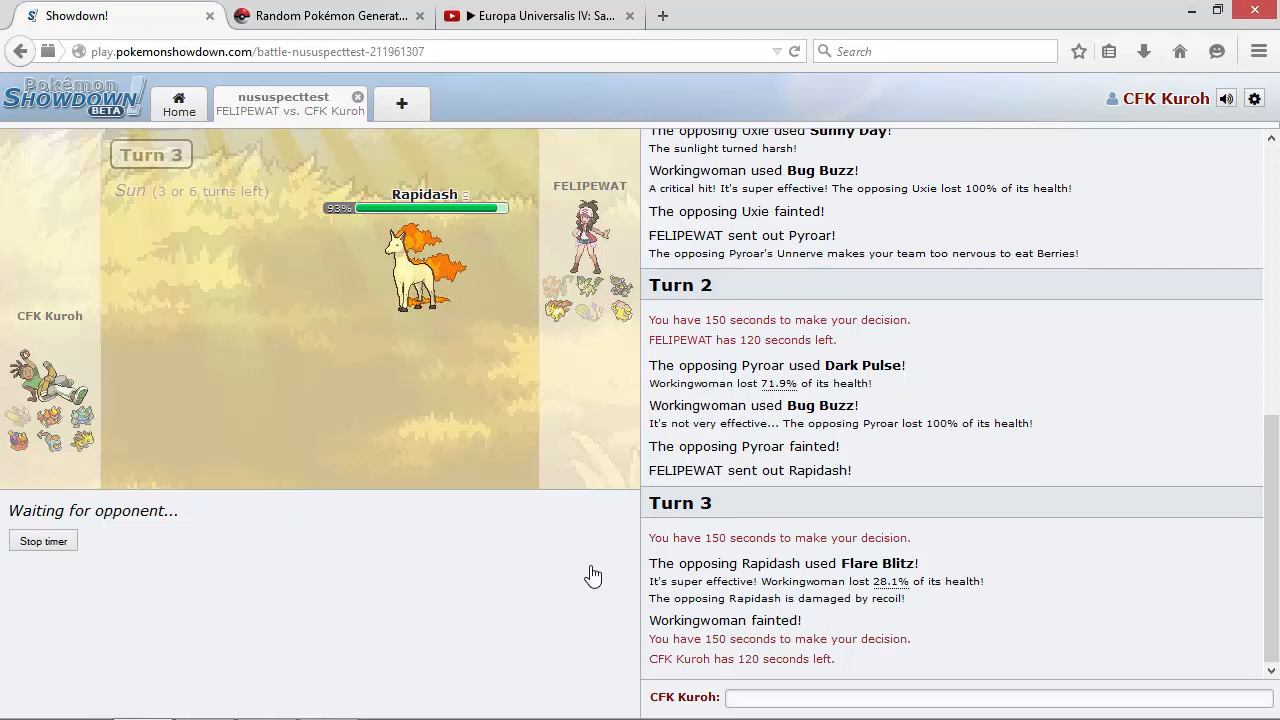 Showdown!
Random Pokémon Generat...
▶ Europa Universalis IV: Sa...
play.pokemonshowdown.com/battle-nususpecttest-211961307
Search
Pokémon
SHOWDOWN!
BETA
Home
nususpecttest
FELIPEWAT vs. CFK Kuroh
CFK Kuroh
Turn 3
Sun (3 or 6 turns left)
Rapidash
93%
FELIPEWAT
CFK Kuroh
Waiting for opponent...
Stop timer
The opposing Uxie used Sunny Day!
The sunlight turned harsh!
Workingwoman used Bug Buzz!
A critical hit! It's super effective! The opposing Uxie lost 100% of its health!
The opposing Uxie fainted!
FELIPEWAT sent out Pyroar!
The opposing Pyroar's Unnerve makes your team too nervous to eat Berries!
Turn 2
You have 150 seconds to make your decision.
FELIPEWAT has 120 seconds left.
The opposing Pyroar used Dark Pulse!
Workingwoman lost 71.9% of its health!
Workingwoman used Bug Buzz!
It's not very effective... The opposing Pyroar lost 100% of its health!
The opposing Pyroar fainted!
FELIPEWAT sent out Rapidash!
Turn 3
You have 150 seconds to make your decision.
The opposing Rapidash used Flare Blitz!
It's super effective! Workingwoman lost 28.1% of its health!
The opposing Rapidash is damaged by recoil!
Workingwoman fainted!
You have 150 seconds to make your decision.
CFK Kuroh has 120 seconds left.
CFK Kuroh: